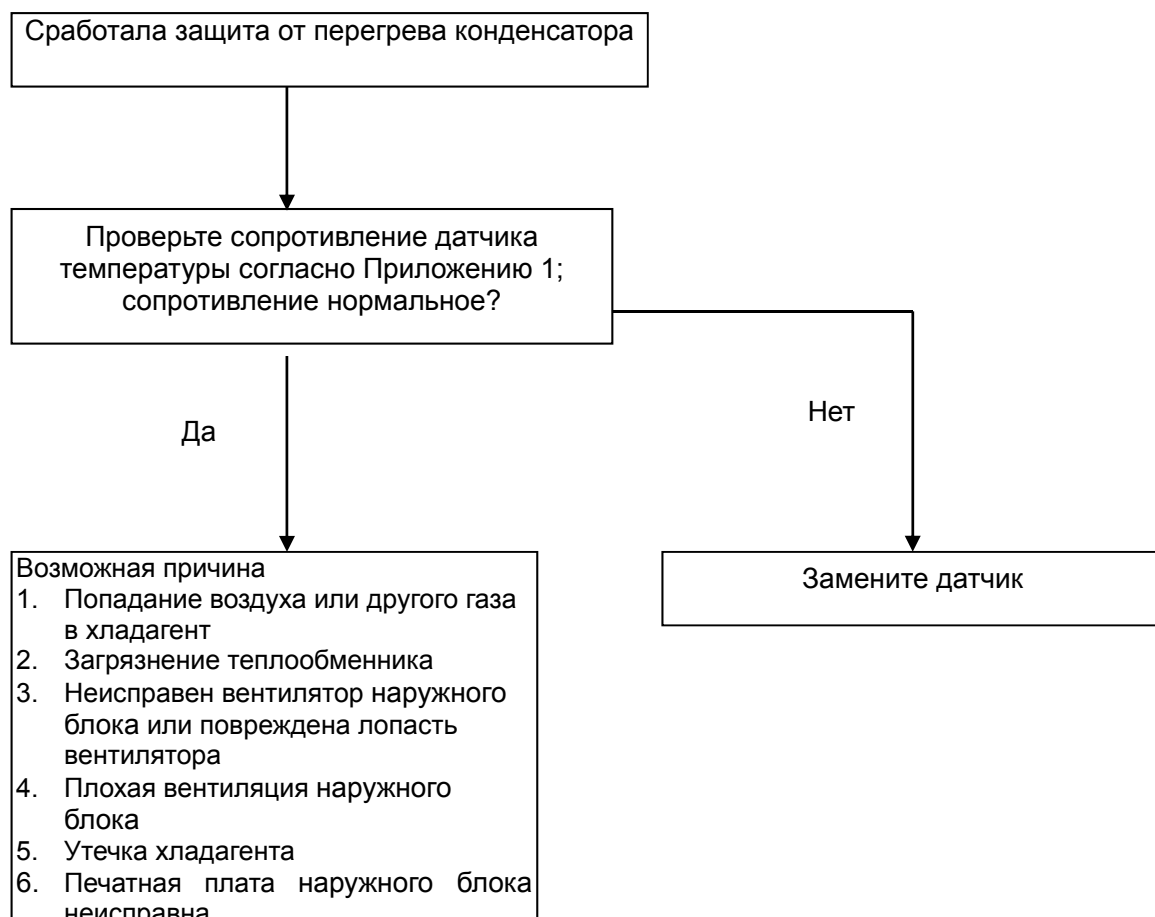 Сработала защита от перегрева конденсатора
Проверьте сопротивление датчика
температуры согласно Приложению 1;
сопротивление нормальное?
Да
Нет
Возможная причина
1. Попадание воздуха или другого газа
в хладагент
2. Загрязнение теплообменника
3. Неисправен вентилятор наружного
блока или повреждена лопасть
вентилятора
4. Плохая вентиляция наружного
блока
5. Утечка хладагента
6. Печатная плата наружного блока
неисправна
Замените датчик